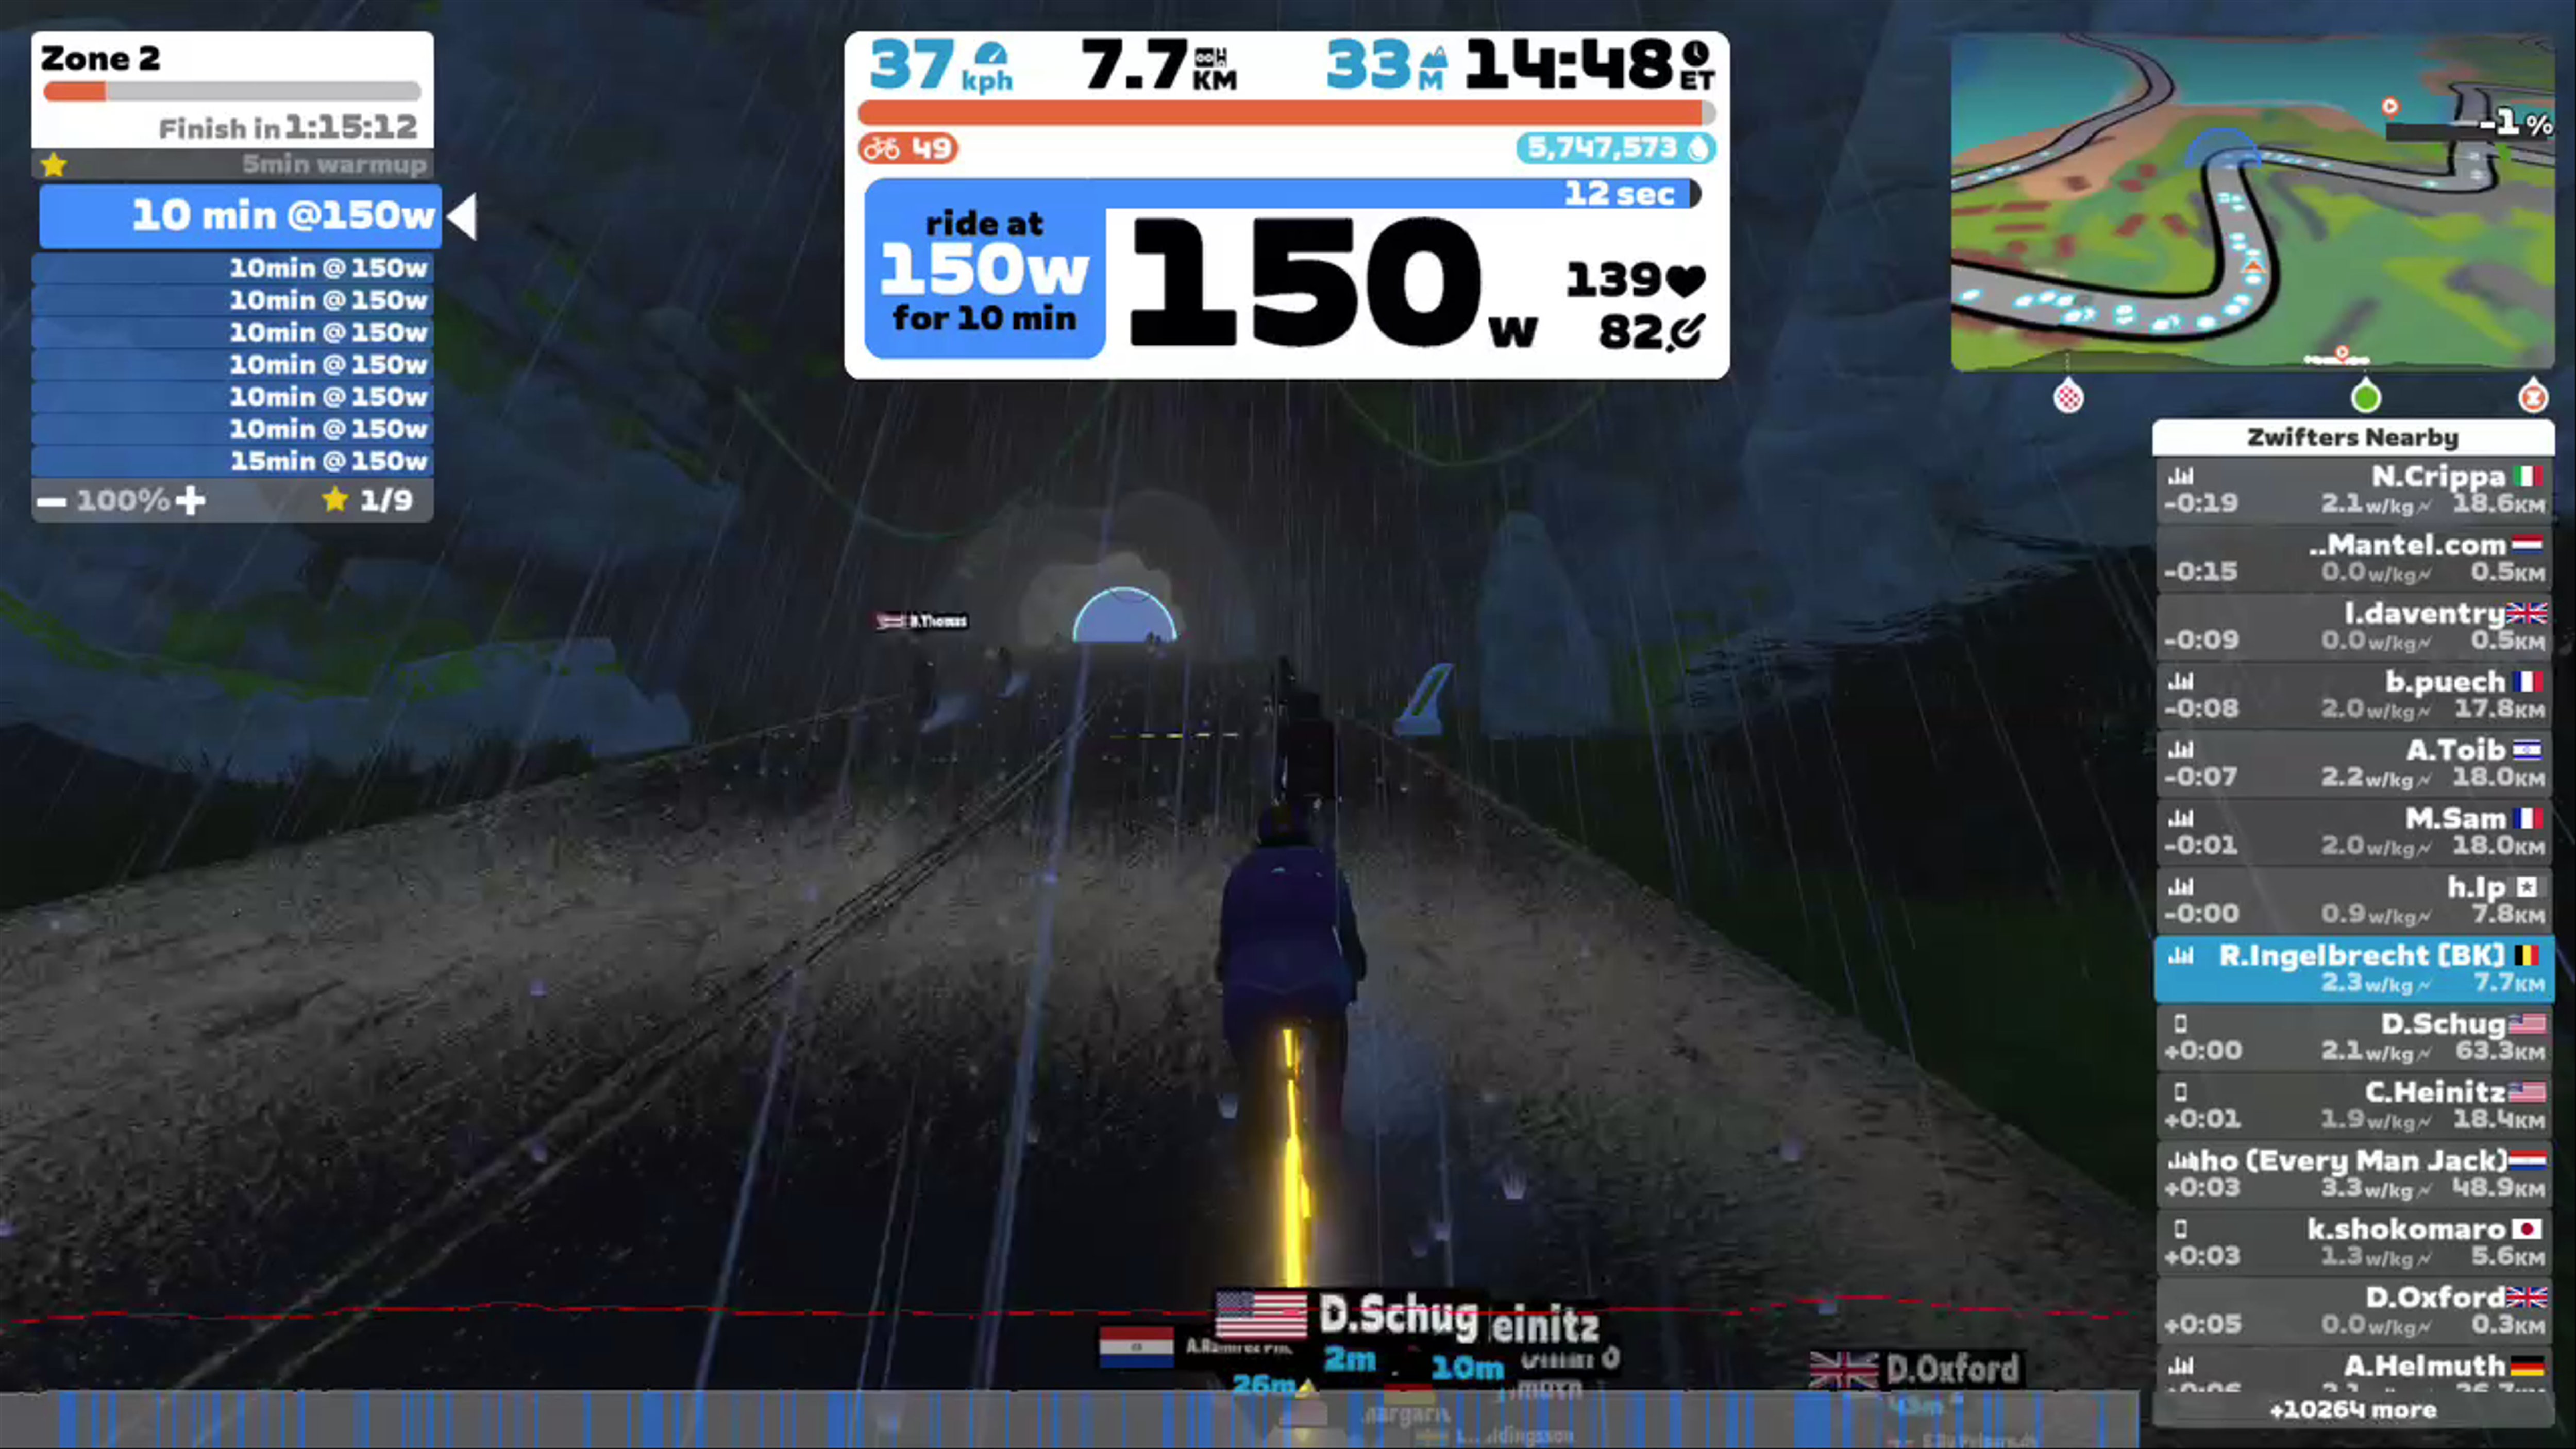 Zone 2
Finish in 1:15:12
5min warmup
10 min @150w
10min @ 150w
10min @ 150w
10min @ 150w
10min @ 150w
10min @ 150w
10min @ 150w
15min @ 150w
— 100% + 1/9
37 kph 7.7 KM 33 M 14:48 ET
49 5,747,573
12 sec
ride at
150w
for 10 min
150 w
139
82
-1 %
Zwifters Nearby
N.Crippa
-0:19 2.1 w/kg 18.6KM
..Mantel.com
-0:15 0.0 w/kg 0.5KM
I.daventry
-0:09 0.0 w/kg 0.5KM
b.puech
-0:08 2.0 w/kg 17.8KM
A.Toib
-0:07 2.2 w/kg 18.0KM
M.Sam
-0:01 2.0 w/kg 18.0KM
h.Ip
-0:00 0.9 w/kg 7.8KM
R.Ingelbrecht (BK)
2.3 w/kg 7.7KM
D.Schug
+0:00 2.1 w/kg 63.3KM
C.Heinitz
+0:01 1.9 w/kg 18.4KM
ho (Every Man Jack)
+0:03 3.3 w/kg 48.9KM
k.shokomaro
+0:03 1.3 w/kg 5.6KM
D.Oxford
+0:05 0.0 w/kg 0.3KM
A.Helmuth
+10264 more
D.Schug einitz
2m 10m
26m
D.Oxford